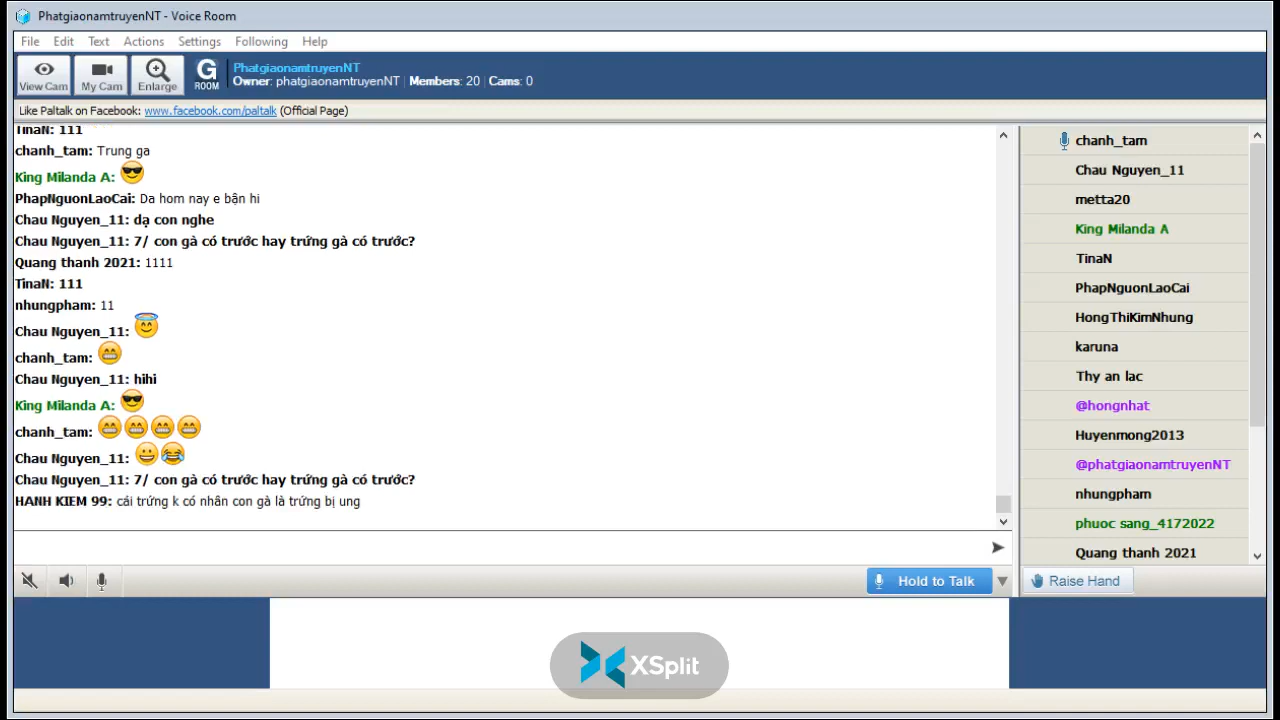 PhatgiaonamtruyenNT - Voice Room
File Edit Text Actions Settings Following Help
View Cam
My Cam
Enlarge
G ROOM
PhatgiaonamtruyenNT
Owner: phatgiaonamtruyenNT | Members: 20 | Cams: 0
Like Paltalk on Facebook: www.facebook.com/paltalk (Official Page)
TinaN: 111
chanh_tam: Trung ga
King Milanda A:
PhapNguonLaoCai: Da hom nay e bận hi
Chau Nguyen_11: dạ con nghe
Chau Nguyen_11: 7/ con gà có trước hay trứng gà có trước?
Quang thanh 2021: 1111
TinaN: 111
nhungpham: 11
Chau Nguyen_11:
chanh_tam:
Chau Nguyen_11: hihi
King Milanda A:
chanh_tam:
Chau Nguyen_11:
Chau Nguyen_11: 7/ con gà có trước hay trứng gà có trước?
HANH KIEM 99: cái trứng k có nhân con gà là trứng bị ung
Hold to Talk
chanh_tam
Chau Nguyen_11
metta20
King Milanda A
TinaN
PhapNguonLaoCai
HongThiKimNhung
karuna
Thy an lac
@hongnhat
Huyenmong2013
@phatgiaonamtruyenNT
nhungpham
phuoc sang_4172022
Quang thanh 2021
Raise Hand
XSplit